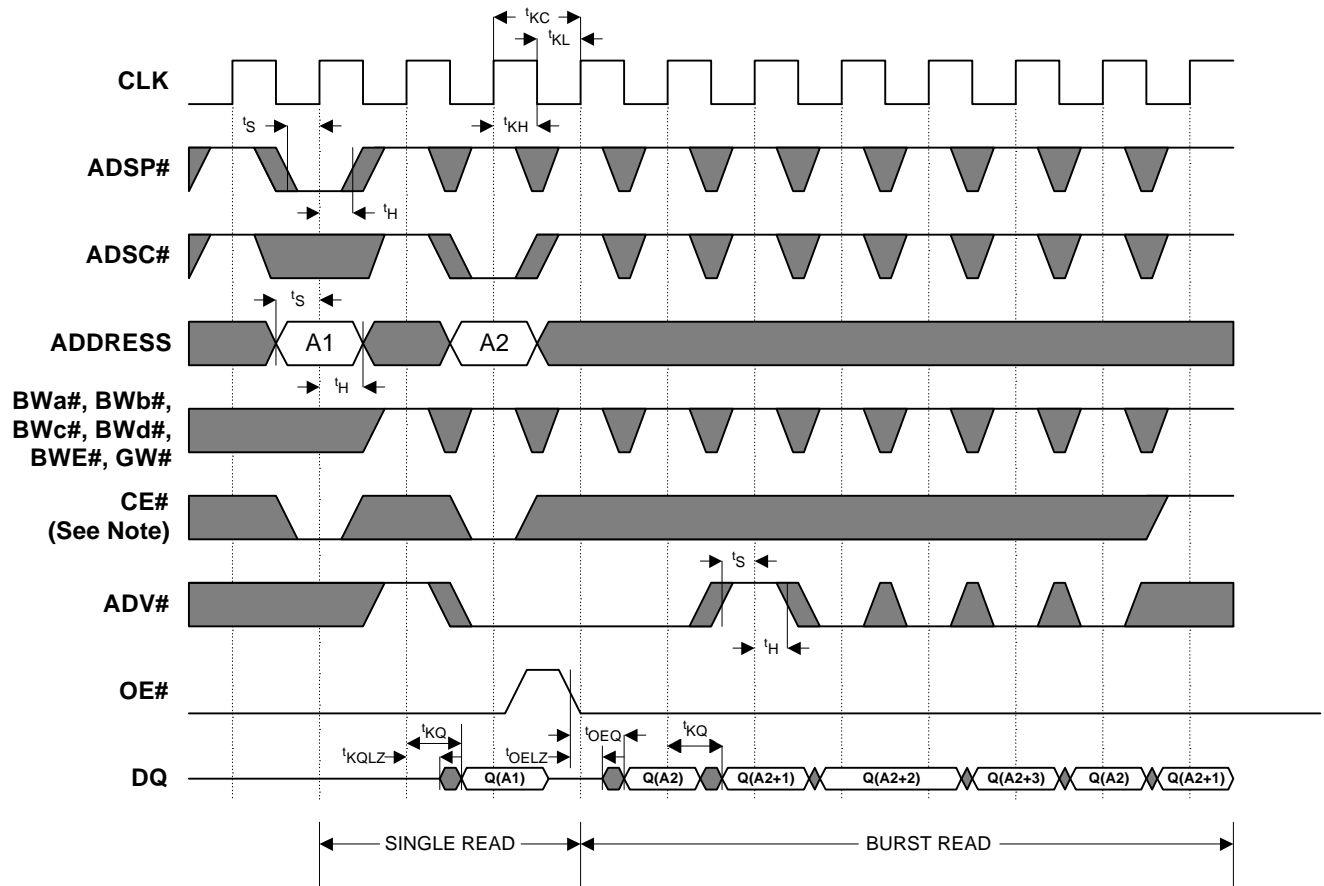 tKC
tKL
CLK
tS
tKH
ADSP#
tH
ADSC#
tS
ADDRESS
A1
A2
tH
BWa#, BWb#,
BWc#, BWd#,
BWE#, GW#
CE#
(See Note)
tS
ADV#
tH
OE#
tKQ
tOEQ
tKQ
tKQLZ
tOELZ
DQ
Q(A1)
Q(A2)
Q(A2+1)
Q(A2+2)
Q(A2+3)
Q(A2)
Q(A2+1)
SINGLE READ
BURST READ